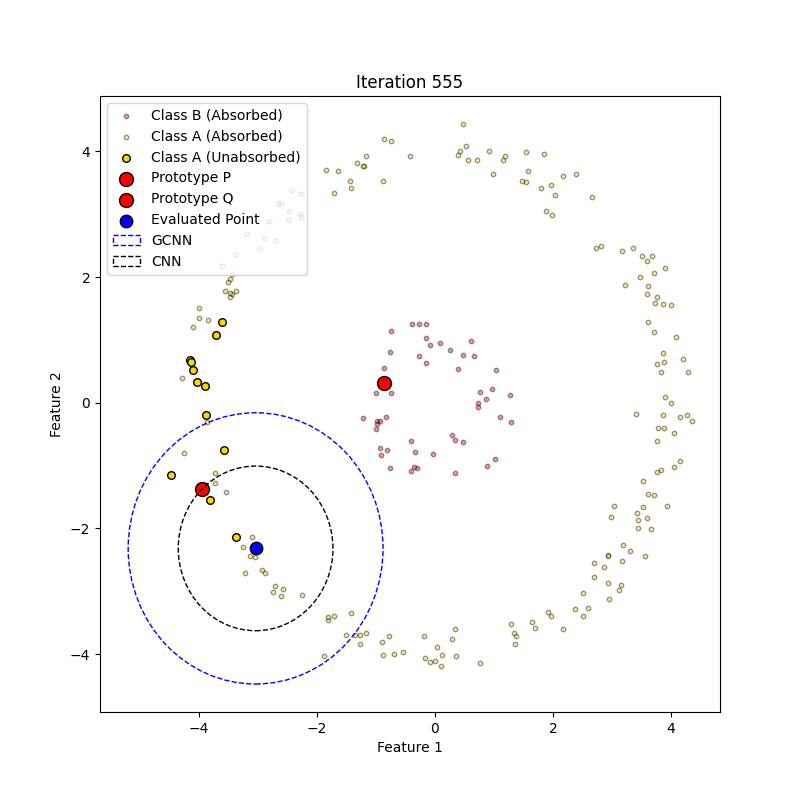 Iteration 555
Class B (Absorbed)
Class A (Absorbed)
Class A (Unabsorbed)
Prototype P
Prototype Q
Evaluated Point
GCNN
CNN
4
2
0
−2
−4
Feature 2
−4
−2
0
2
4
Feature 1